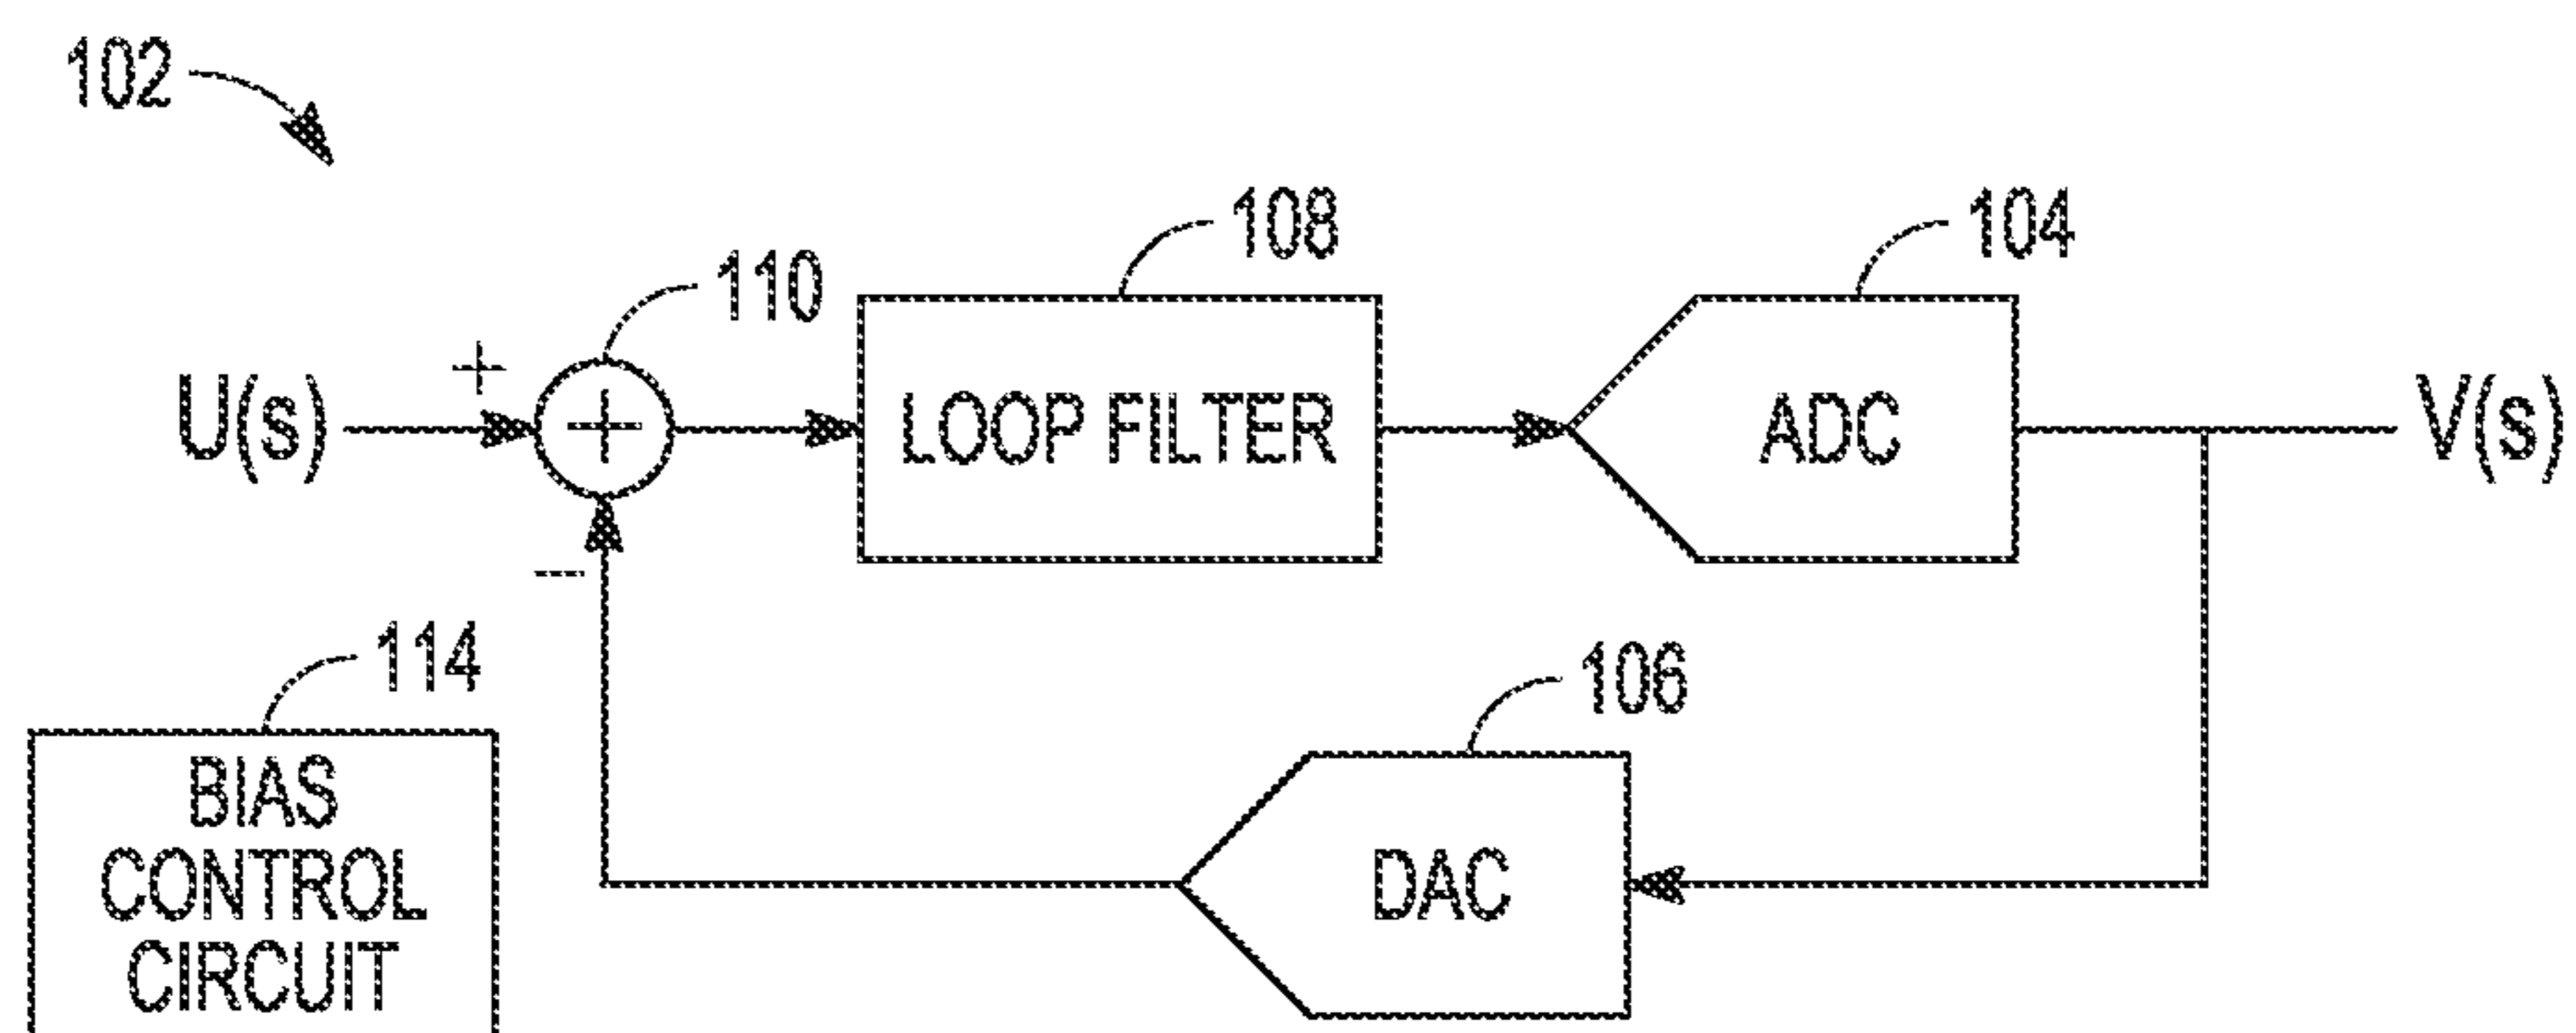 102
108
104
110
+
U(s)
+
LOOP FILTER
ADC
V(s)
−
114
106
BIAS
CONTROL
CIRCUIT
DAC